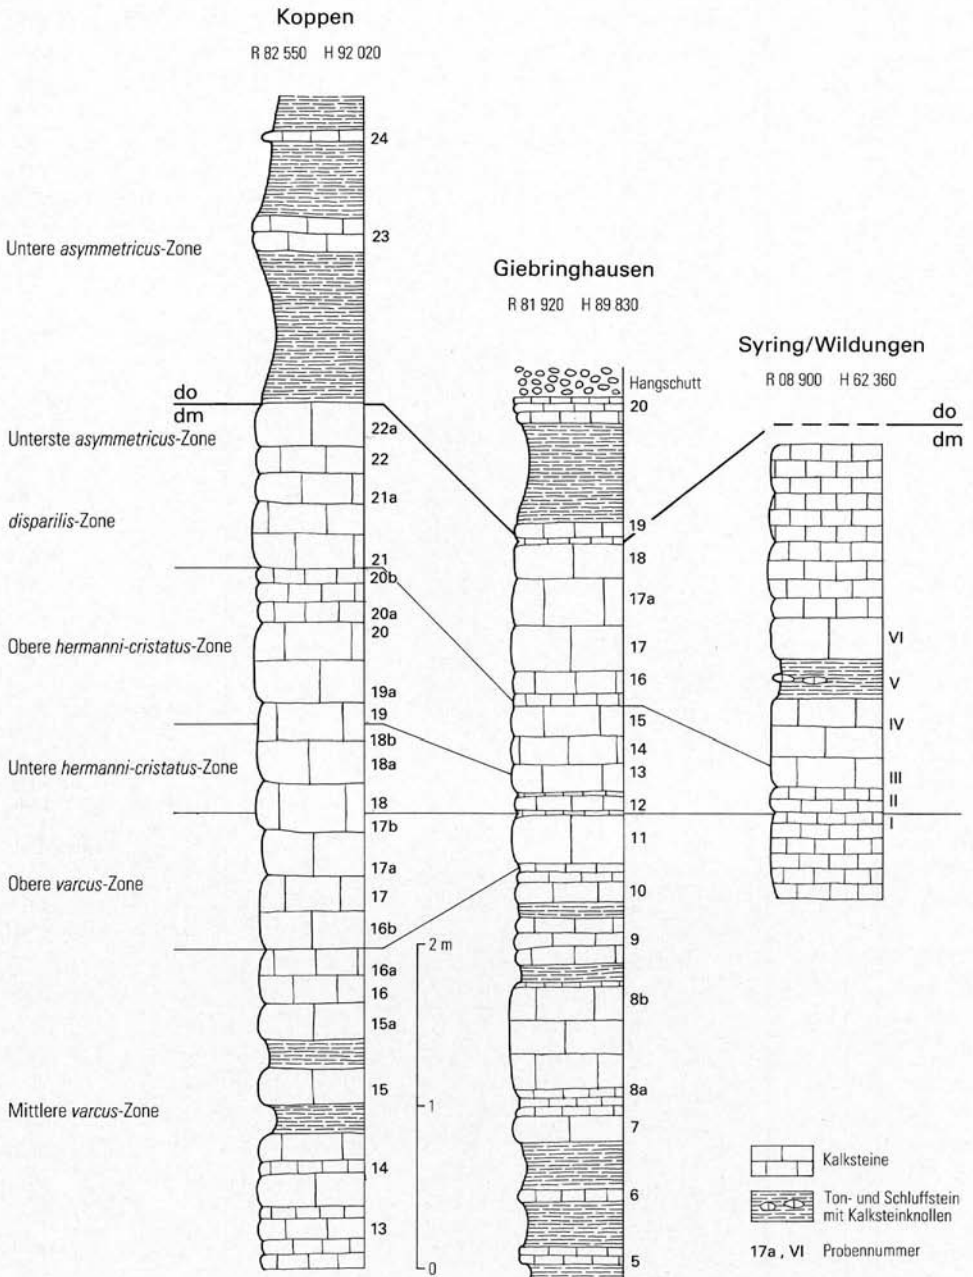 Koppen
R 82 550 H 92 020
24
23
Untere asymmetricus-Zone
do
dm
Unterste asymmetricus-Zone
22a
22
21a
disparilis-Zone
21
20b
20a
20
Obere hermanni-cristatus-Zone
19a
19
18b
Untere hermanni-cristatus-Zone
18a
18
17b
17a
Obere varcus-Zone
17
16b
16a
16
15a
15
Mittlere varcus-Zone
14
13
2 m
1
0
Giebringhausen
R 81 920 H 89 830
Hangschutt
20
19
18
17a
17
16
15
14
13
12
11
10
9
8b
8a
7
6
5
Syring/Wildungen
R 08 900 H 62 360
do
dm
VI
V
IV
III
II
I
Kalksteine
Ton- und Schluffstein
mit Kalksteinknollen
17a , VI Probennummer